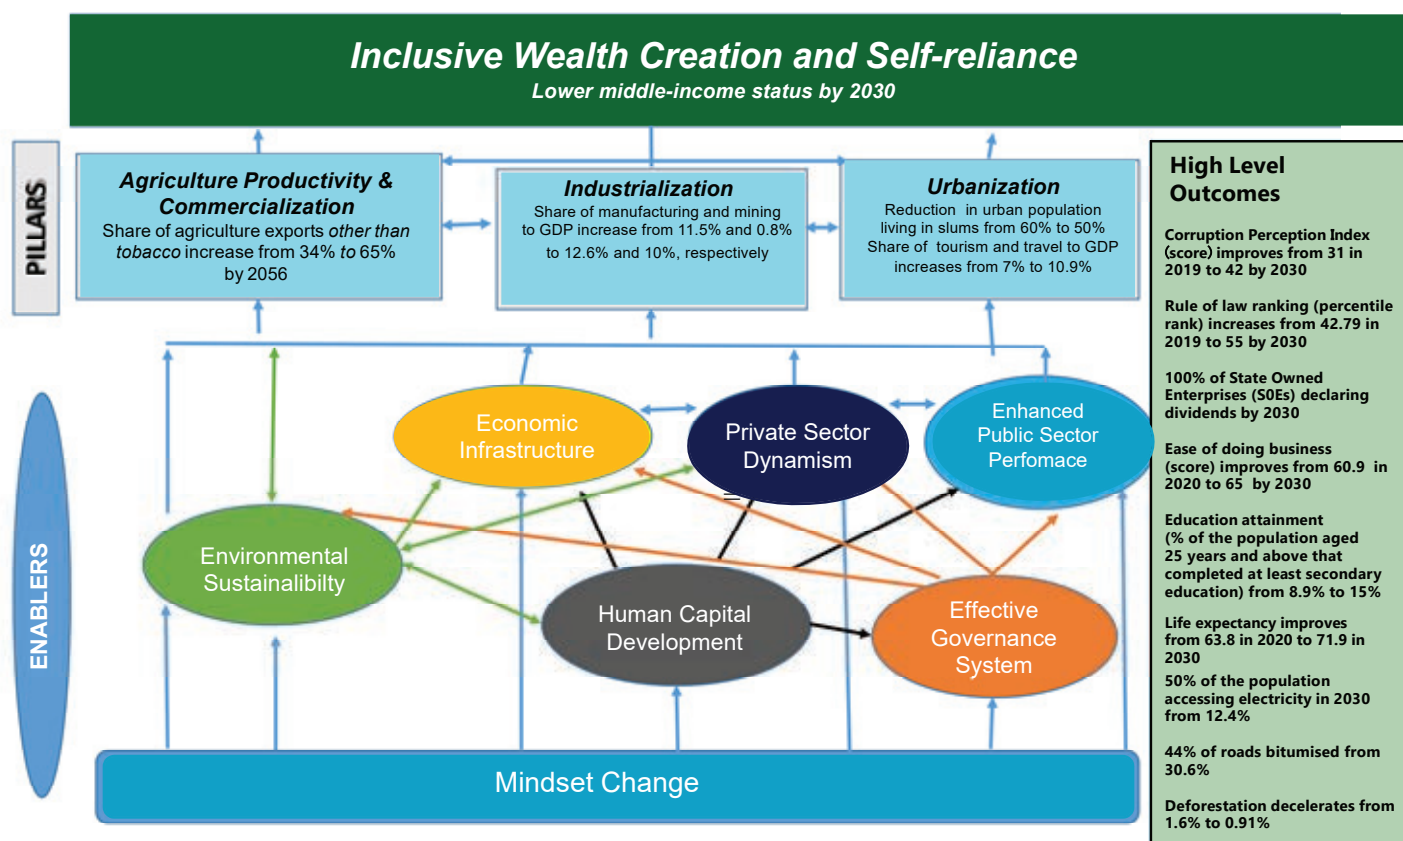 Inclusive Wealth Creation and Self-reliance
Lower middle-income status by 2030
PILLARS
Agriculture Productivity &
Commercialization
Share of agriculture exports other than
tobacco increase from 34% to 65%
by 2056
Industrialization
Share of manufacturing and mining
to GDP increase from 11.5% and 0.8%
to 12.6% and 10%, respectively
Urbanization
Reduction in urban population
living in slums from 60% to 50%
Share of tourism and travel to GDP
increases from 7% to 10.9%
ENABLERS
Economic
Infrastructure
Private Sector
Dynamism
Enhanced
Public Sector
Perfomace
Environmental
Sustainalibilty
Human Capital
Development
Effective
Governance
System
Mindset Change
High Level
Outcomes
Corruption Perception Index
(score) improves from 31 in
2019 to 42 by 2030
Rule of law ranking (percentile
rank) increases from 42.79 in
2019 to 55 by 2030
100% of State Owned
Enterprises (S0Es) declaring
dividends by 2030
Ease of doing business
(score) improves from 60.9 in
2020 to 65 by 2030
Education attainment
(% of the population aged
25 years and above that
completed at least secondary
education) from 8.9% to 15%
Life expectancy improves
from 63.8 in 2020 to 71.9 in
2030
50% of the population
accessing electricity in 2030
from 12.4%
44% of roads bitumised from
30.6%
Deforestation decelerates from
1.6% to 0.91%